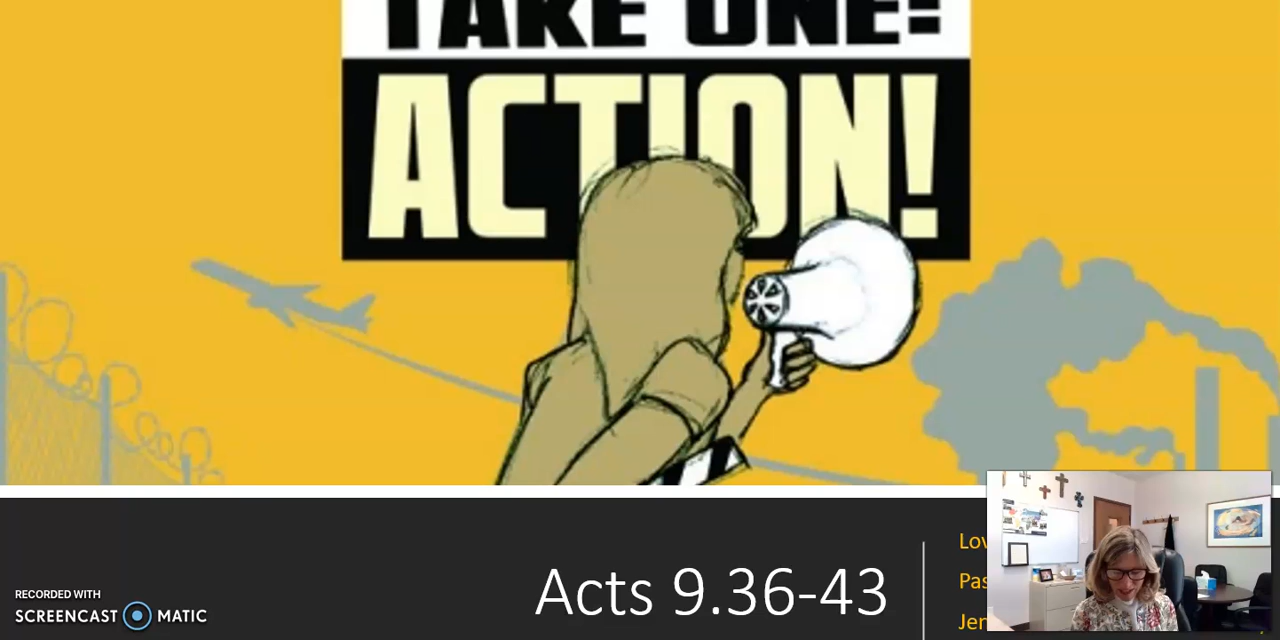 TAKE ONE:
ACTION!
Acts 9.36-43
RECORDED WITH
SCREENCAST MATIC